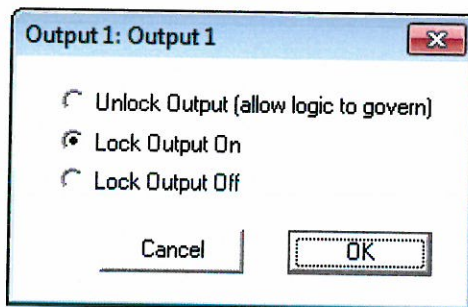 Output 1: Output 1
Unlock Output (allow logic to govern)
Lock Output On
Lock Output Off
Cancel OK